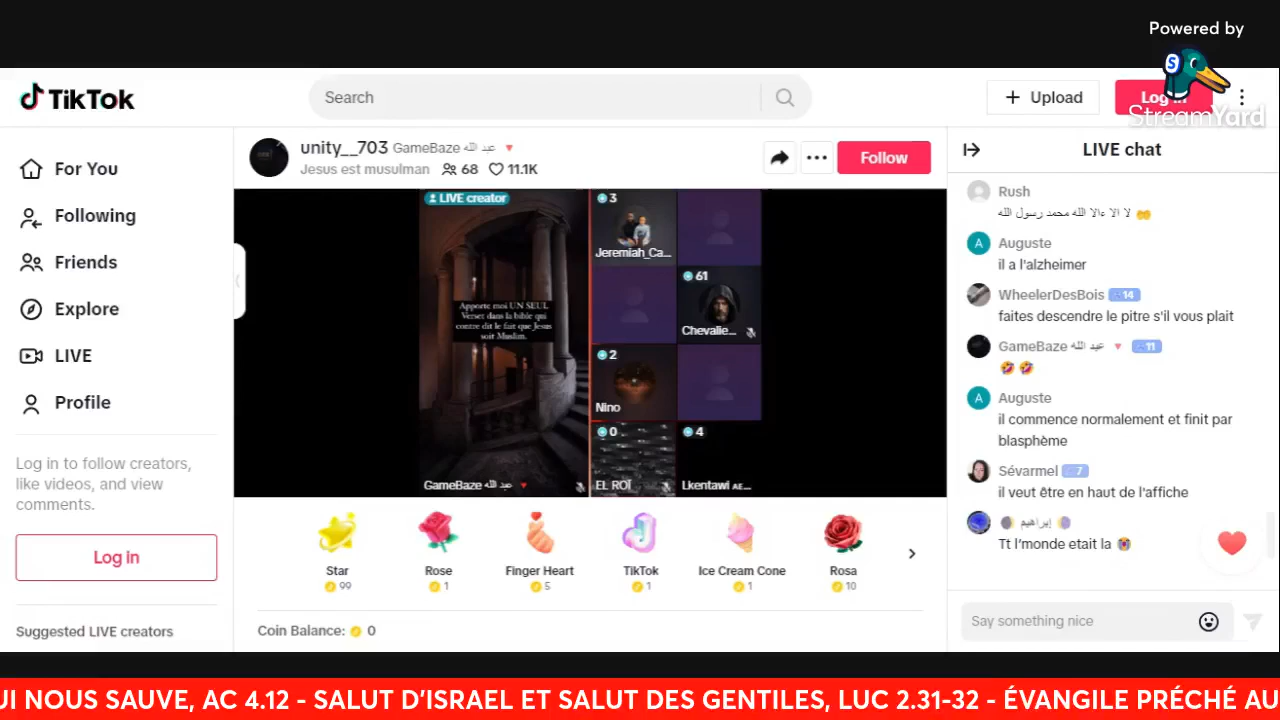 Powered by
StreamYard
TikTok
Search
Upload
Log in
For You
Following
Friends
Explore
LIVE
Profile
Log in to follow creators,
like videos, and view
comments.
Log in
Suggested LIVE creators
unity__703 GameBaze عبد الله 🔻
Jesus est musulman 68 11.1K
Follow
LIVE creator
Apporte moi UN SEUL
Verset dans la bible qui
contre dit le fait que Jesus
soit Muslim.
GameBaze عبد الله 🔻
3
Jeremiah_Ca...
61
Chevalie...
2
Nino
0
EL ROÏ
4
Lkentawi AE...
Star
99
Rose
1
Finger Heart
5
TikTok
1
Ice Cream Cone
1
Rosa
10
Coin Balance: 0
LIVE chat
Rush
لا الا ءالا الله محمد رسول الله 🤲
A
Auguste
il a l'alzheimer
WheelerDesBois 14
faites descendre le pitre s'il vous plait
GameBaze عبد الله 🔻 11
🤣 🤣
A
Auguste
il commence normalement et finit par
blasphème
Sévarmel 7
il veut être en haut de l'affiche
🌒 إبراهيم 🌘
Tt l'monde etait la 😭
Say something nice
UI NOUS SAUVE, AC 4.12 - SALUT D'ISRAEL ET SALUT DES GENTILES, LUC 2.31-32 - ÉVANGILE PRÉCHÉ AU